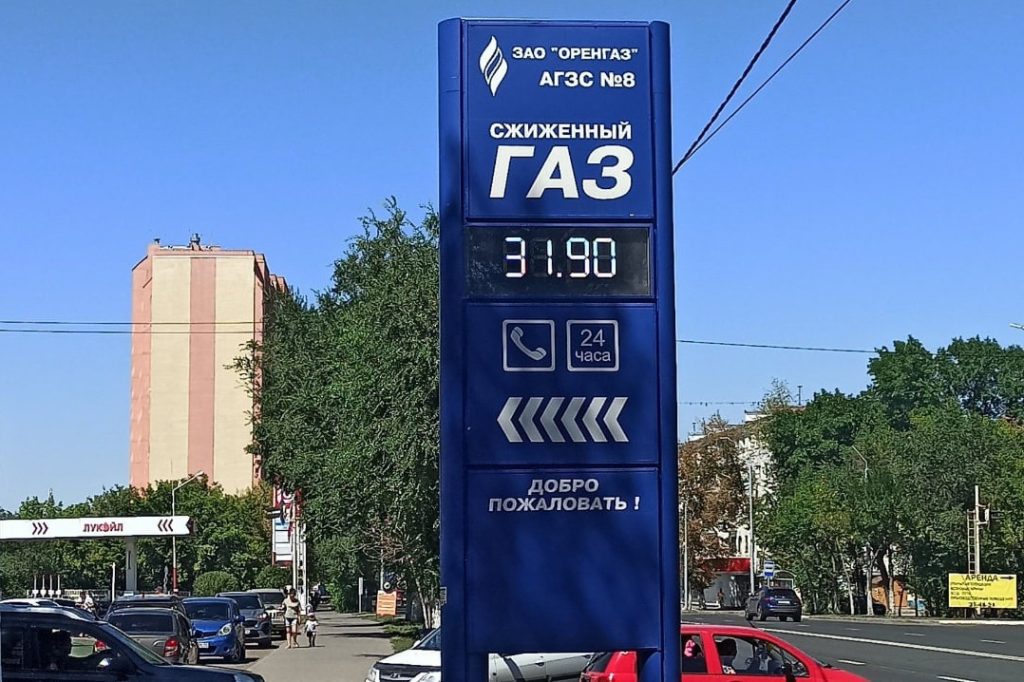 ЗАО "ОРЕНГАЗ"
АГЗС №8
СЖИЖЕННЫЙ
ГАЗ
31.90
24
часа
ДОБРО
ПОЖАЛОВАТЬ !
ЛУКОЙЛ
АРЕНДА